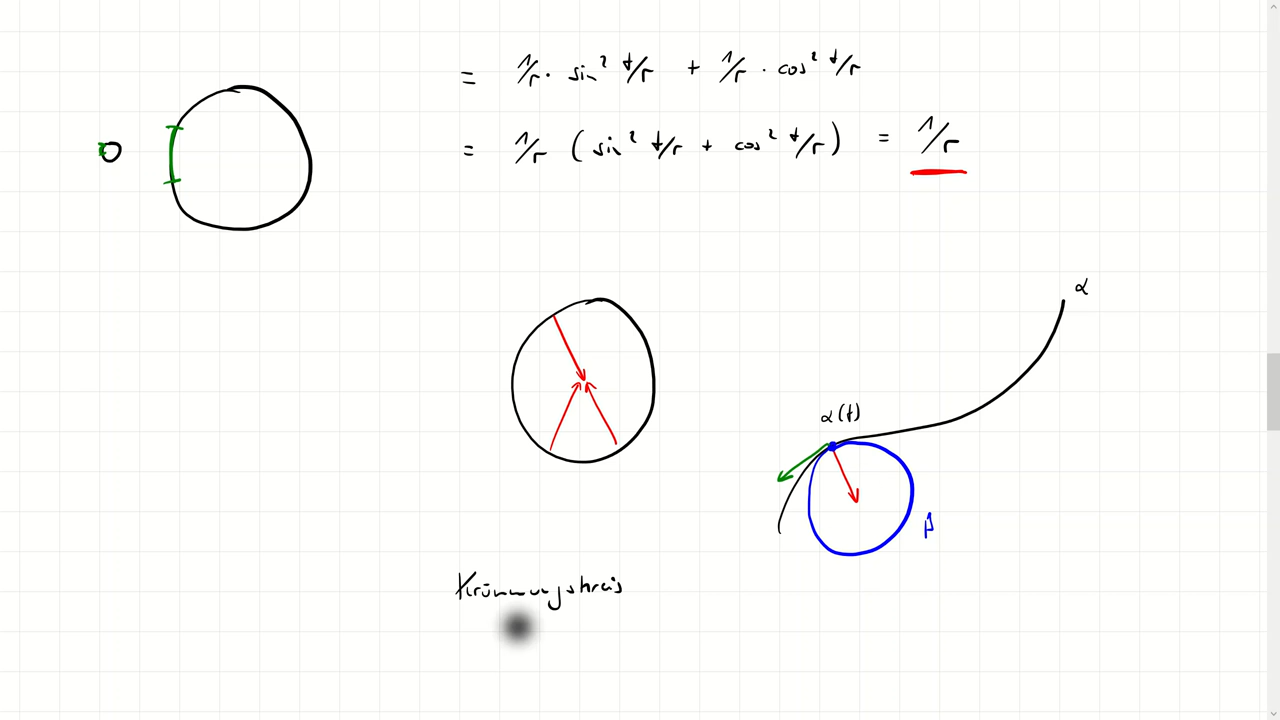 = 1/r · sin² t/r + 1/r · cos² t/r
= 1/r (sin² t/r + cos² t/r) = 1/r
α
α(t)
β
Krümmungskreis